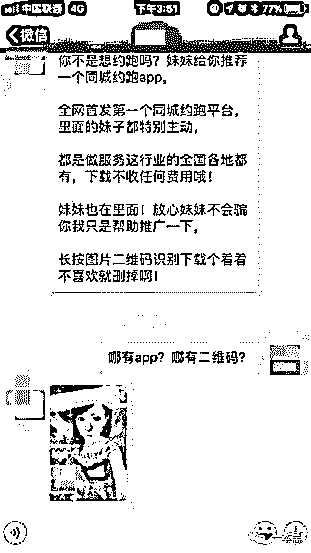 中国联通 4G 下午3:51 77%
微信
你不是想约跑吗？妹妹给你推荐
一个同城约跑app，
全网首发第一个同城约跑平台，
里面的妹子都特别主动，
都是做服务这行业的全国各地都
有，下载不收任何费用哦！
妹妹也在里面！放心妹妹不会骗
你我只是帮助推广一下，
长按图片二维码识别下载个看看
不喜欢就删掉啊！
哪有app？哪有二维码？